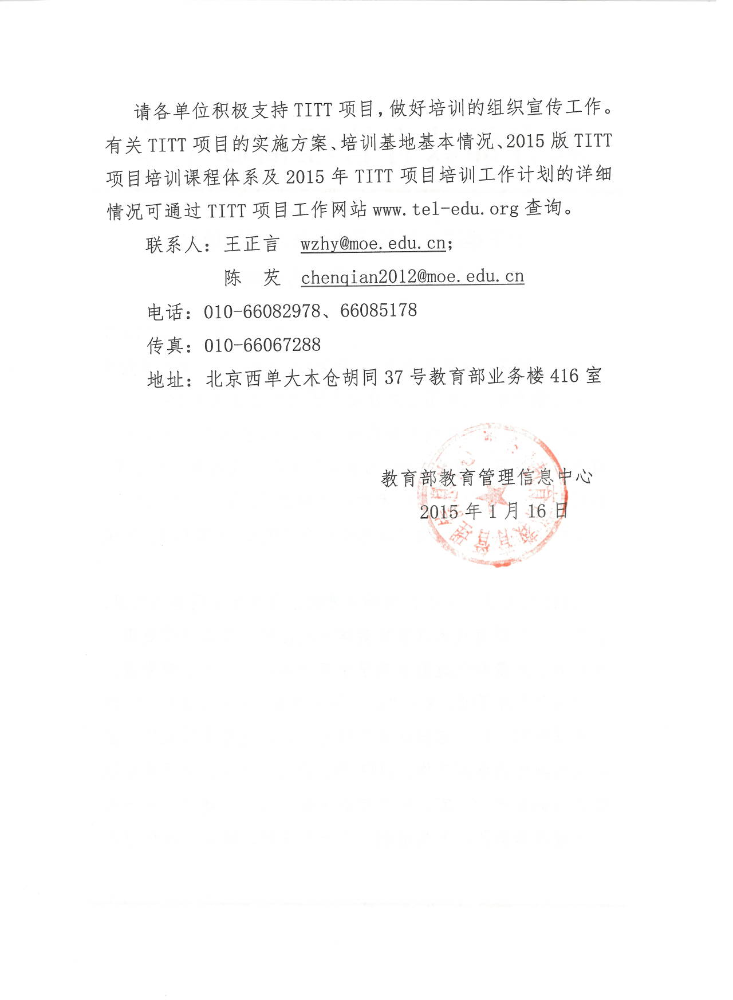 请各单位积极支持 TITT 项目,做好培训的组织宣传工作。
有关 TITT 项目的实施方案、培训基地基本情况、2015 版 TITT
项目培训课程体系及 2015 年 TITT 项目培训工作计划的详细
情况可通过 TITT 项目工作网站 www.tel-edu.org 查询。
联系人：王正言 wzhy@moe.edu.cn;
陈 芡 chenqian2012@moe.edu.cn
电话：010-66082978、66085178
传真：010-66067288
地址：北京西单大木仓胡同 37 号教育部业务楼 416 室
教育部教育管理信息中心
2015 年 1 月 16 日